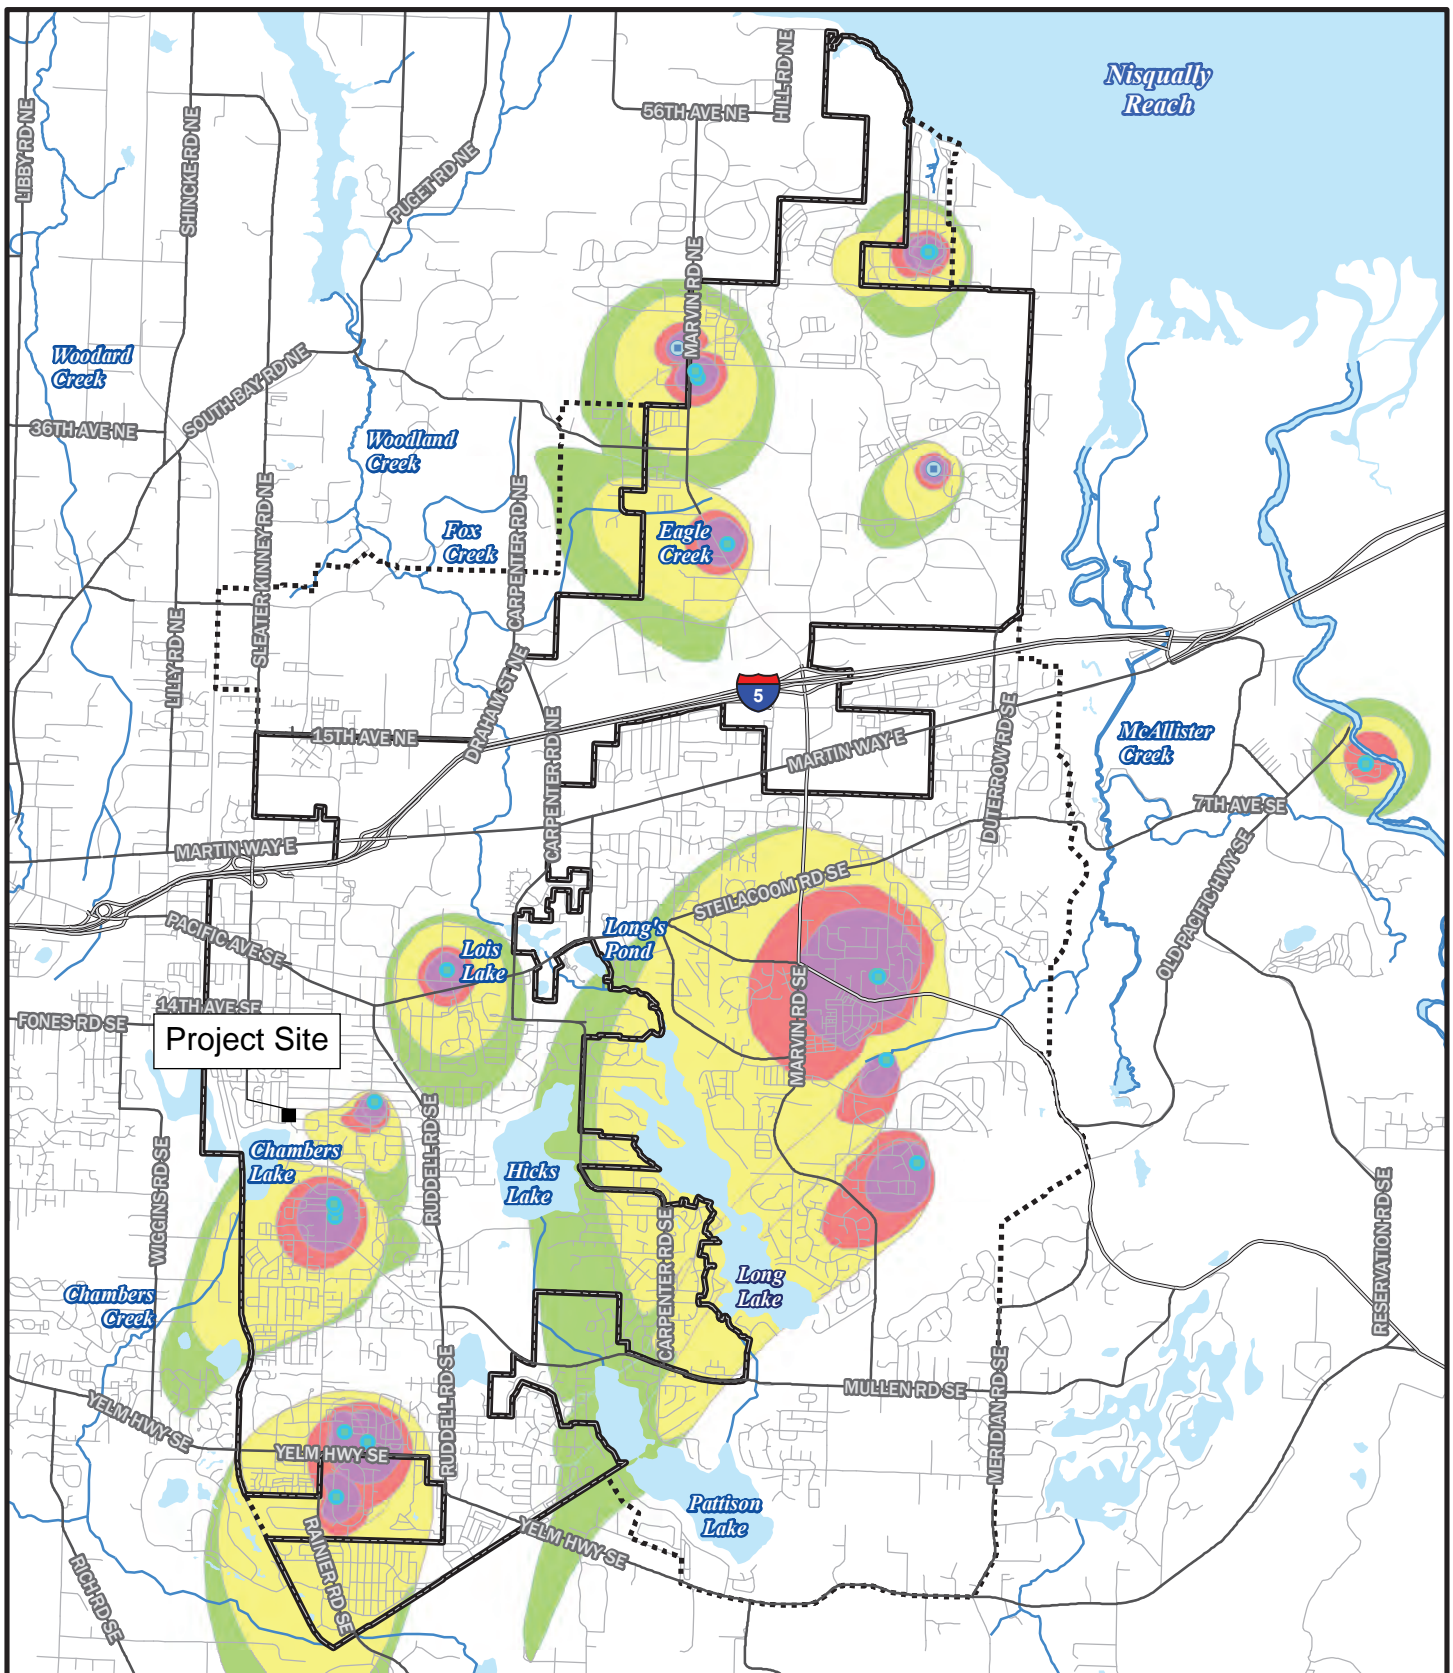 Nisqually
Reach
HILL RD NE
56TH AVE NE
LIBBY RD NE
SHINCKE RD NE
PUGET RD NE
MARVIN RD NE
Woodard
Creek
SOUTH BAY RD NE
36TH AVE NE
Woodland
Creek
SLEATER KINNEY RD NE
CARPENTER RD NE
Fox
Creek
Eagle
Creek
LILLY RD NE
DRAHAM ST NE
5
15TH AVE NE
CARPENTER RD NE
MARTIN WAY E
DUTERROW RD SE
McAllister
Creek
7TH AVE SE
MARTIN WAY E
OLD PACIFIC HWY SE
STEILACOOM RD SE
PACIFIC AVE SE
Lois
Lake
Long's
Pond
14TH AVE SE
FONES RD SE
Project Site
MARVIN RD SE
RUDDELL RD SE
WIGGINS RD SE
Chambers
Lake
Hicks
Lake
CARPENTER RD SE
RESERVATION RD SE
Long
Lake
Chambers
Creek
RUDDELL RD SE
MULLEN RD SE
MERIDIAN RD SE
YELM HWY SE
YELM HWY SE
Pattison
Lake
YELM HWY SE
RAINIER RD SE
RICH RD SE